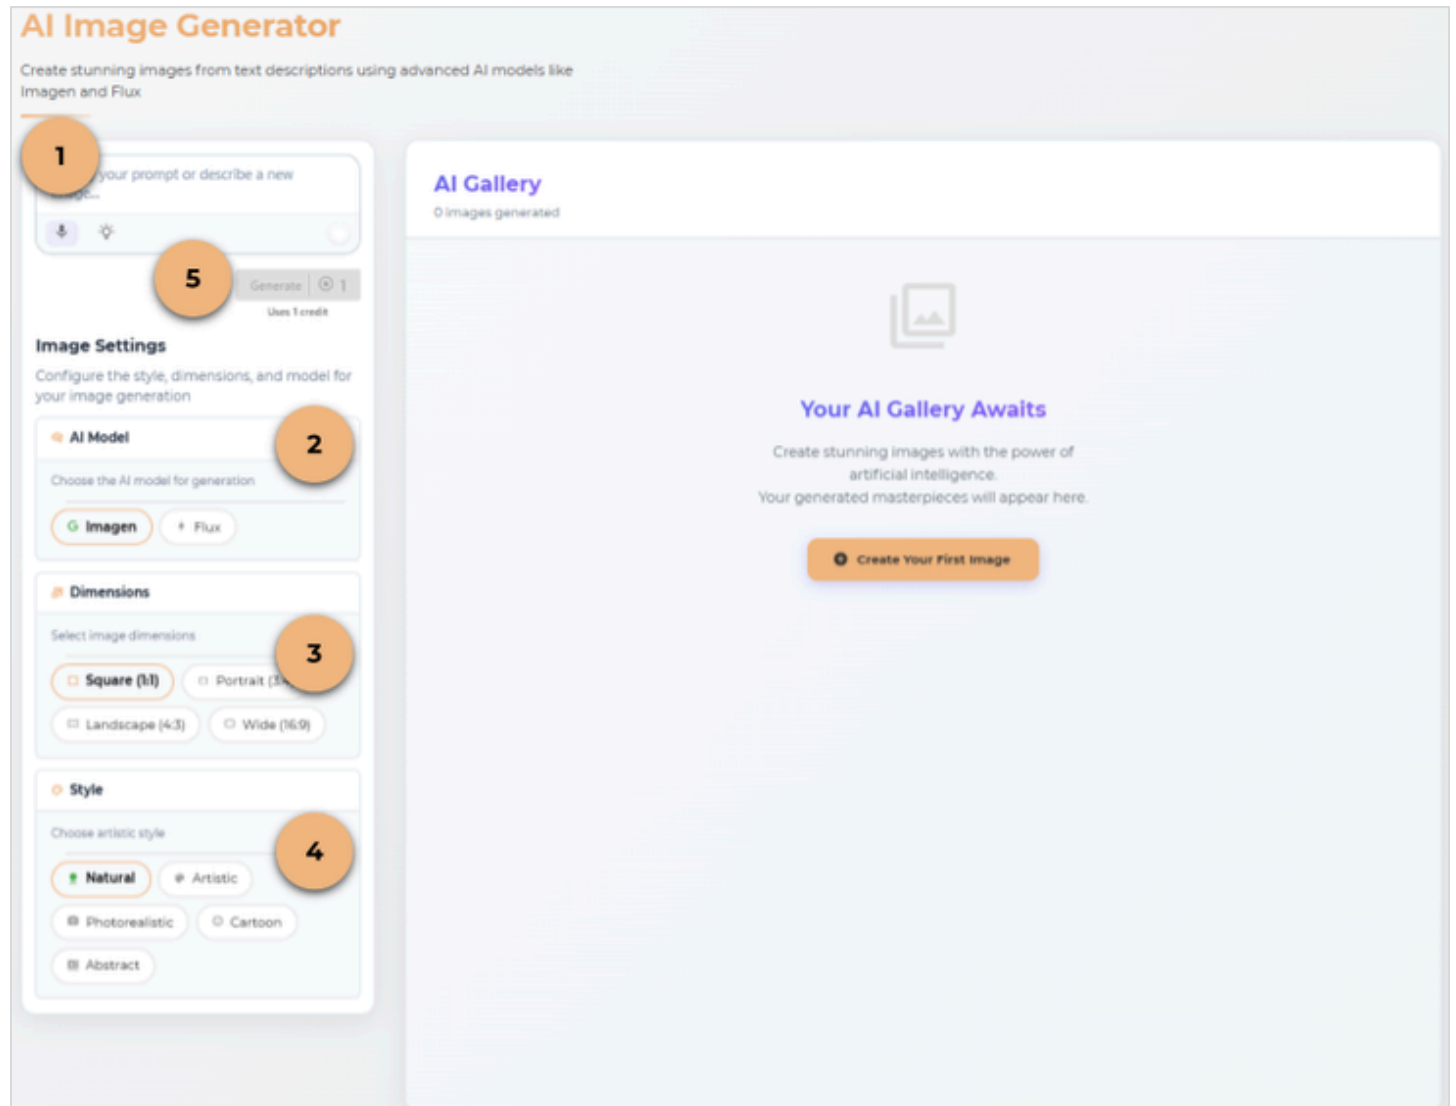 AI Image Generator
Create stunning images from text descriptions using advanced AI models like
Imagen and Flux
1
your prompt or describe a new
5
Generate 1
Uses 1 credit
Image Settings
Configure the style, dimensions, and model for
your image generation
AI Model
2
Choose the AI model for generation
G Imagen
Flux
Dimensions
Select image dimensions
3
Square (1:1)
Portrait
Landscape (4:3)
Wide (16:9)
Style
Choose artistic style
4
Natural
Artistic
Photorealistic
Cartoon
Abstract
AI Gallery
0 images generated
Your AI Gallery Awaits
Create stunning images with the power of
artificial intelligence.
Your generated masterpieces will appear here.
Create Your First Image